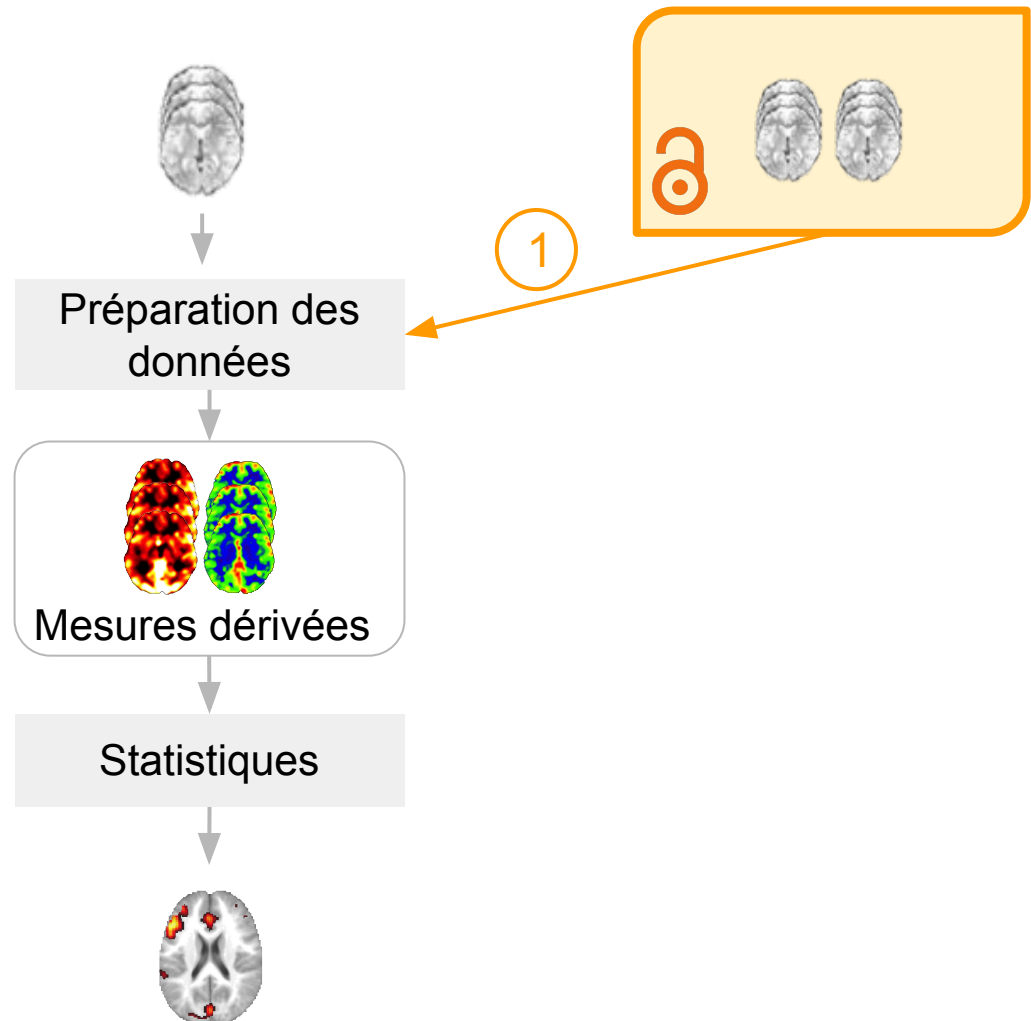 1
Préparation des
données
Mesures dérivées
Statistiques